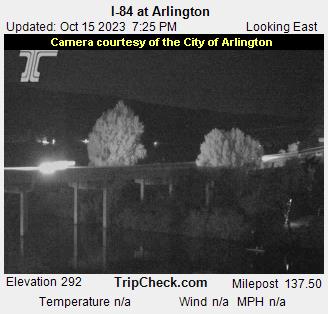 I-84 at Arlington
Updated: Oct 15 2023 7:25 PM Looking East
Camera courtesy of the City of Arlington
Elevation 292 TripCheck.com Milepost 137.50
Temperature n/a Wind n/a MPH n/a